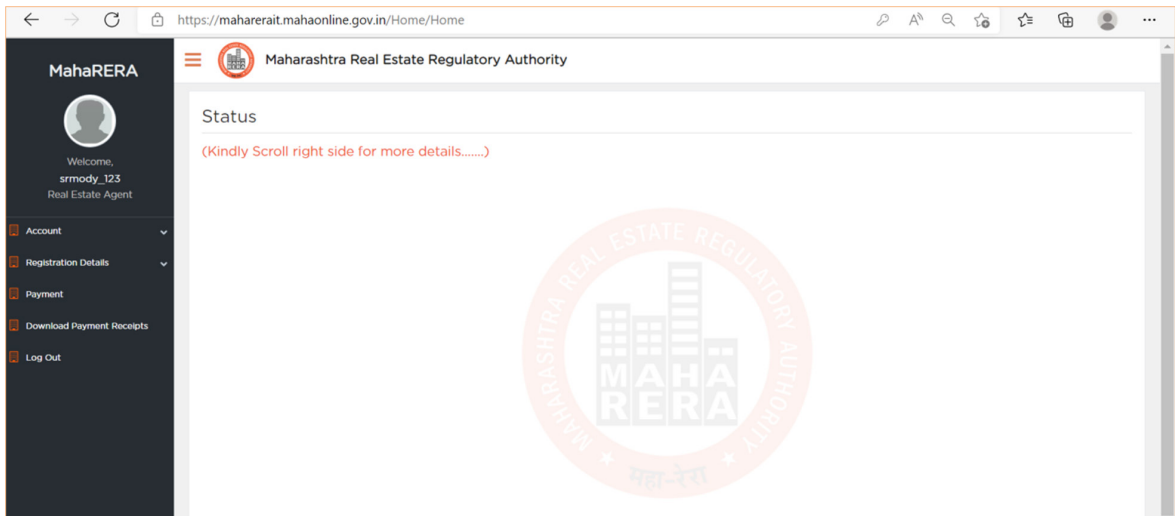 https://maharerait.mahaonline.gov.in/Home/Home
MahaRERA
Welcome,
srmody_123
Real Estate Agent
Account
Registration Details
Payment
Download Payment Receipts
Log Out
Maharashtra Real Estate Regulatory Authority
Status
(Kindly Scroll right side for more details.......)
MAHARASHTRA REAL ESTATE REGULATORY AUTHORITY
MAHA
RERA
महा-रेरा